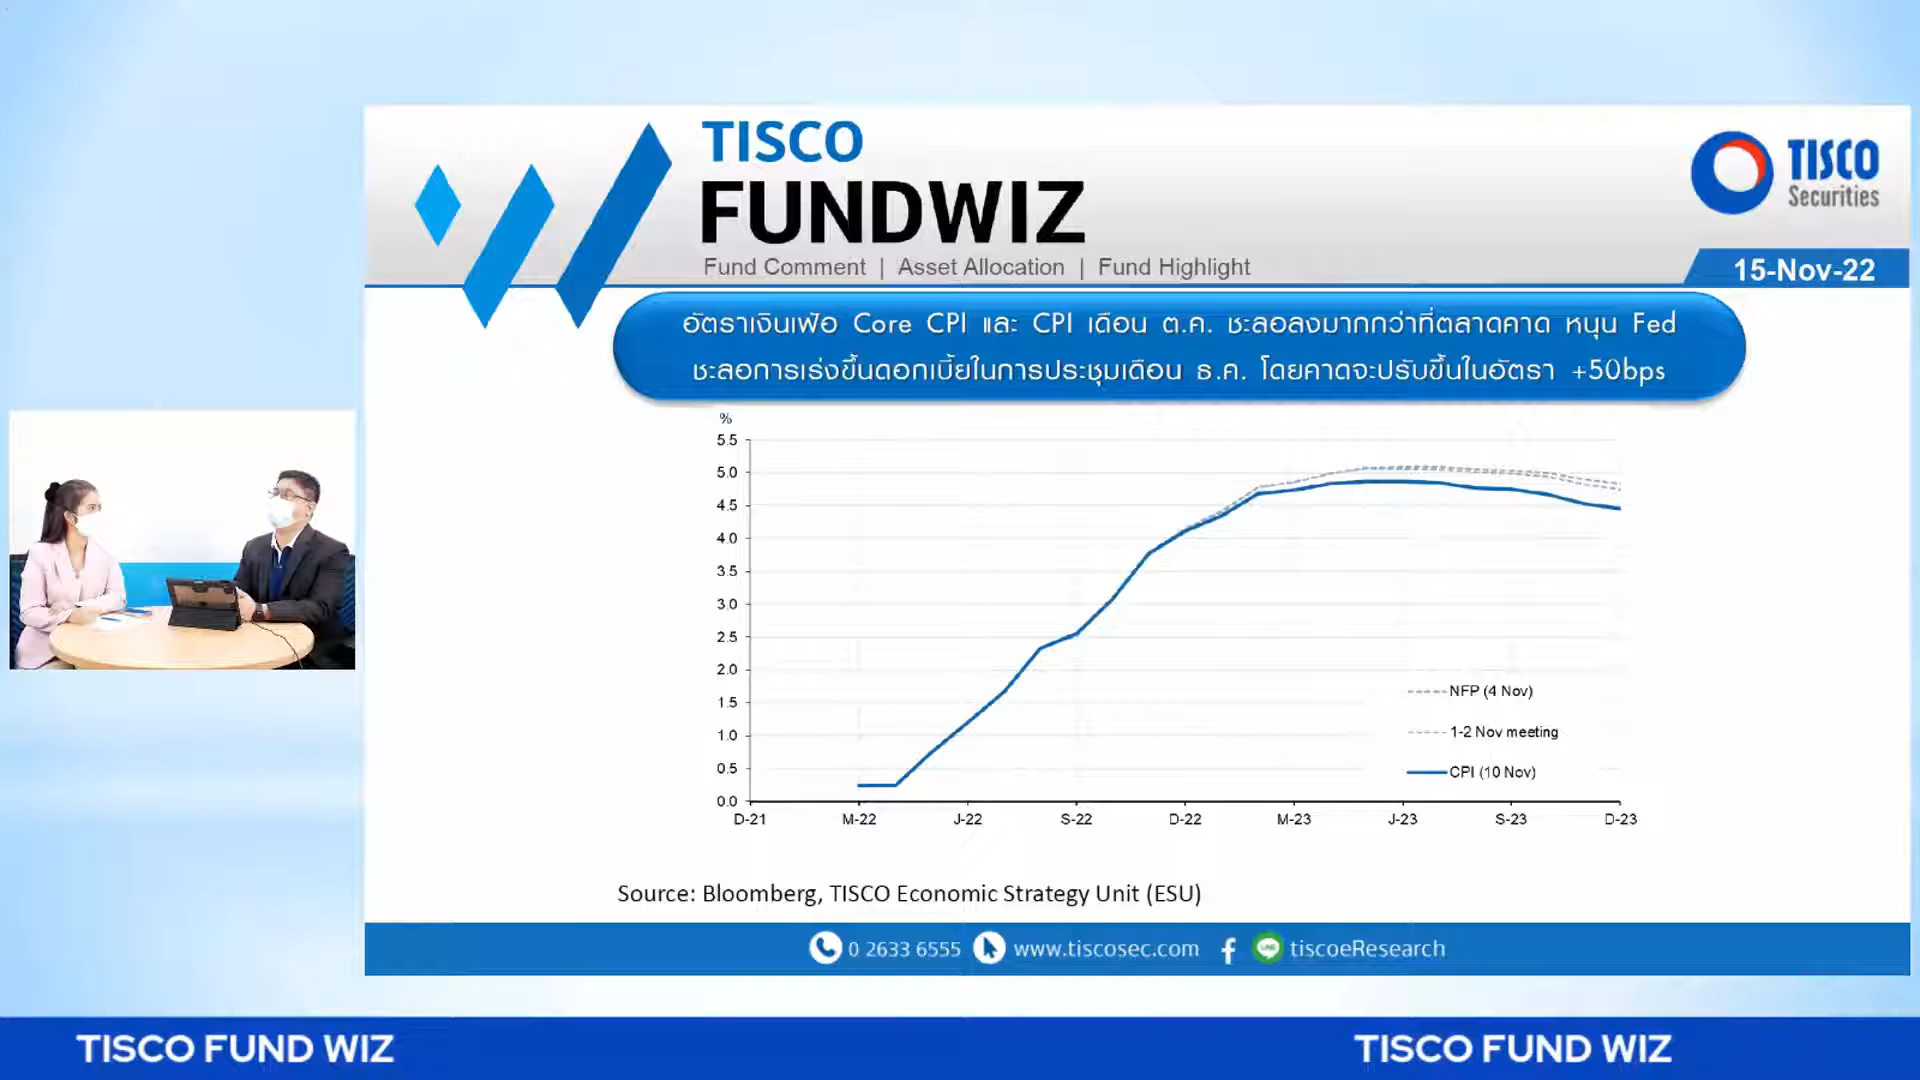 TISCO
FUNDWIZ
Fund Comment | Asset Allocation | Fund Highlight
TISCO
Securities
15-Nov-22
อัตราเงินเฟ้อ Core CPI และ CPI เดือน ต.ค. ชะลอลงมากกว่าที่ตลาดคาด หนุน Fed
ชะลอการเร่งขึ้นดอกเบี้ยในการประชุมเดือน ธ.ค. โดยคาดจะปรับขึ้นในอัตรา +50bps
%
5.5
5.0
4.5
4.0
3.5
3.0
2.5
2.0
1.5
1.0
0.5
0.0
NFP (4 Nov)
1-2 Nov meeting
CPI (10 Nov)
D-21 M-22 J-22 S-22 D-22 M-23 J-23 S-23 D-23
Source: Bloomberg, TISCO Economic Strategy Unit (ESU)
0 2633 6555 www.tiscosec.com f LINE tiscoeResearch
TISCO FUND WIZ TISCO FUND WIZ